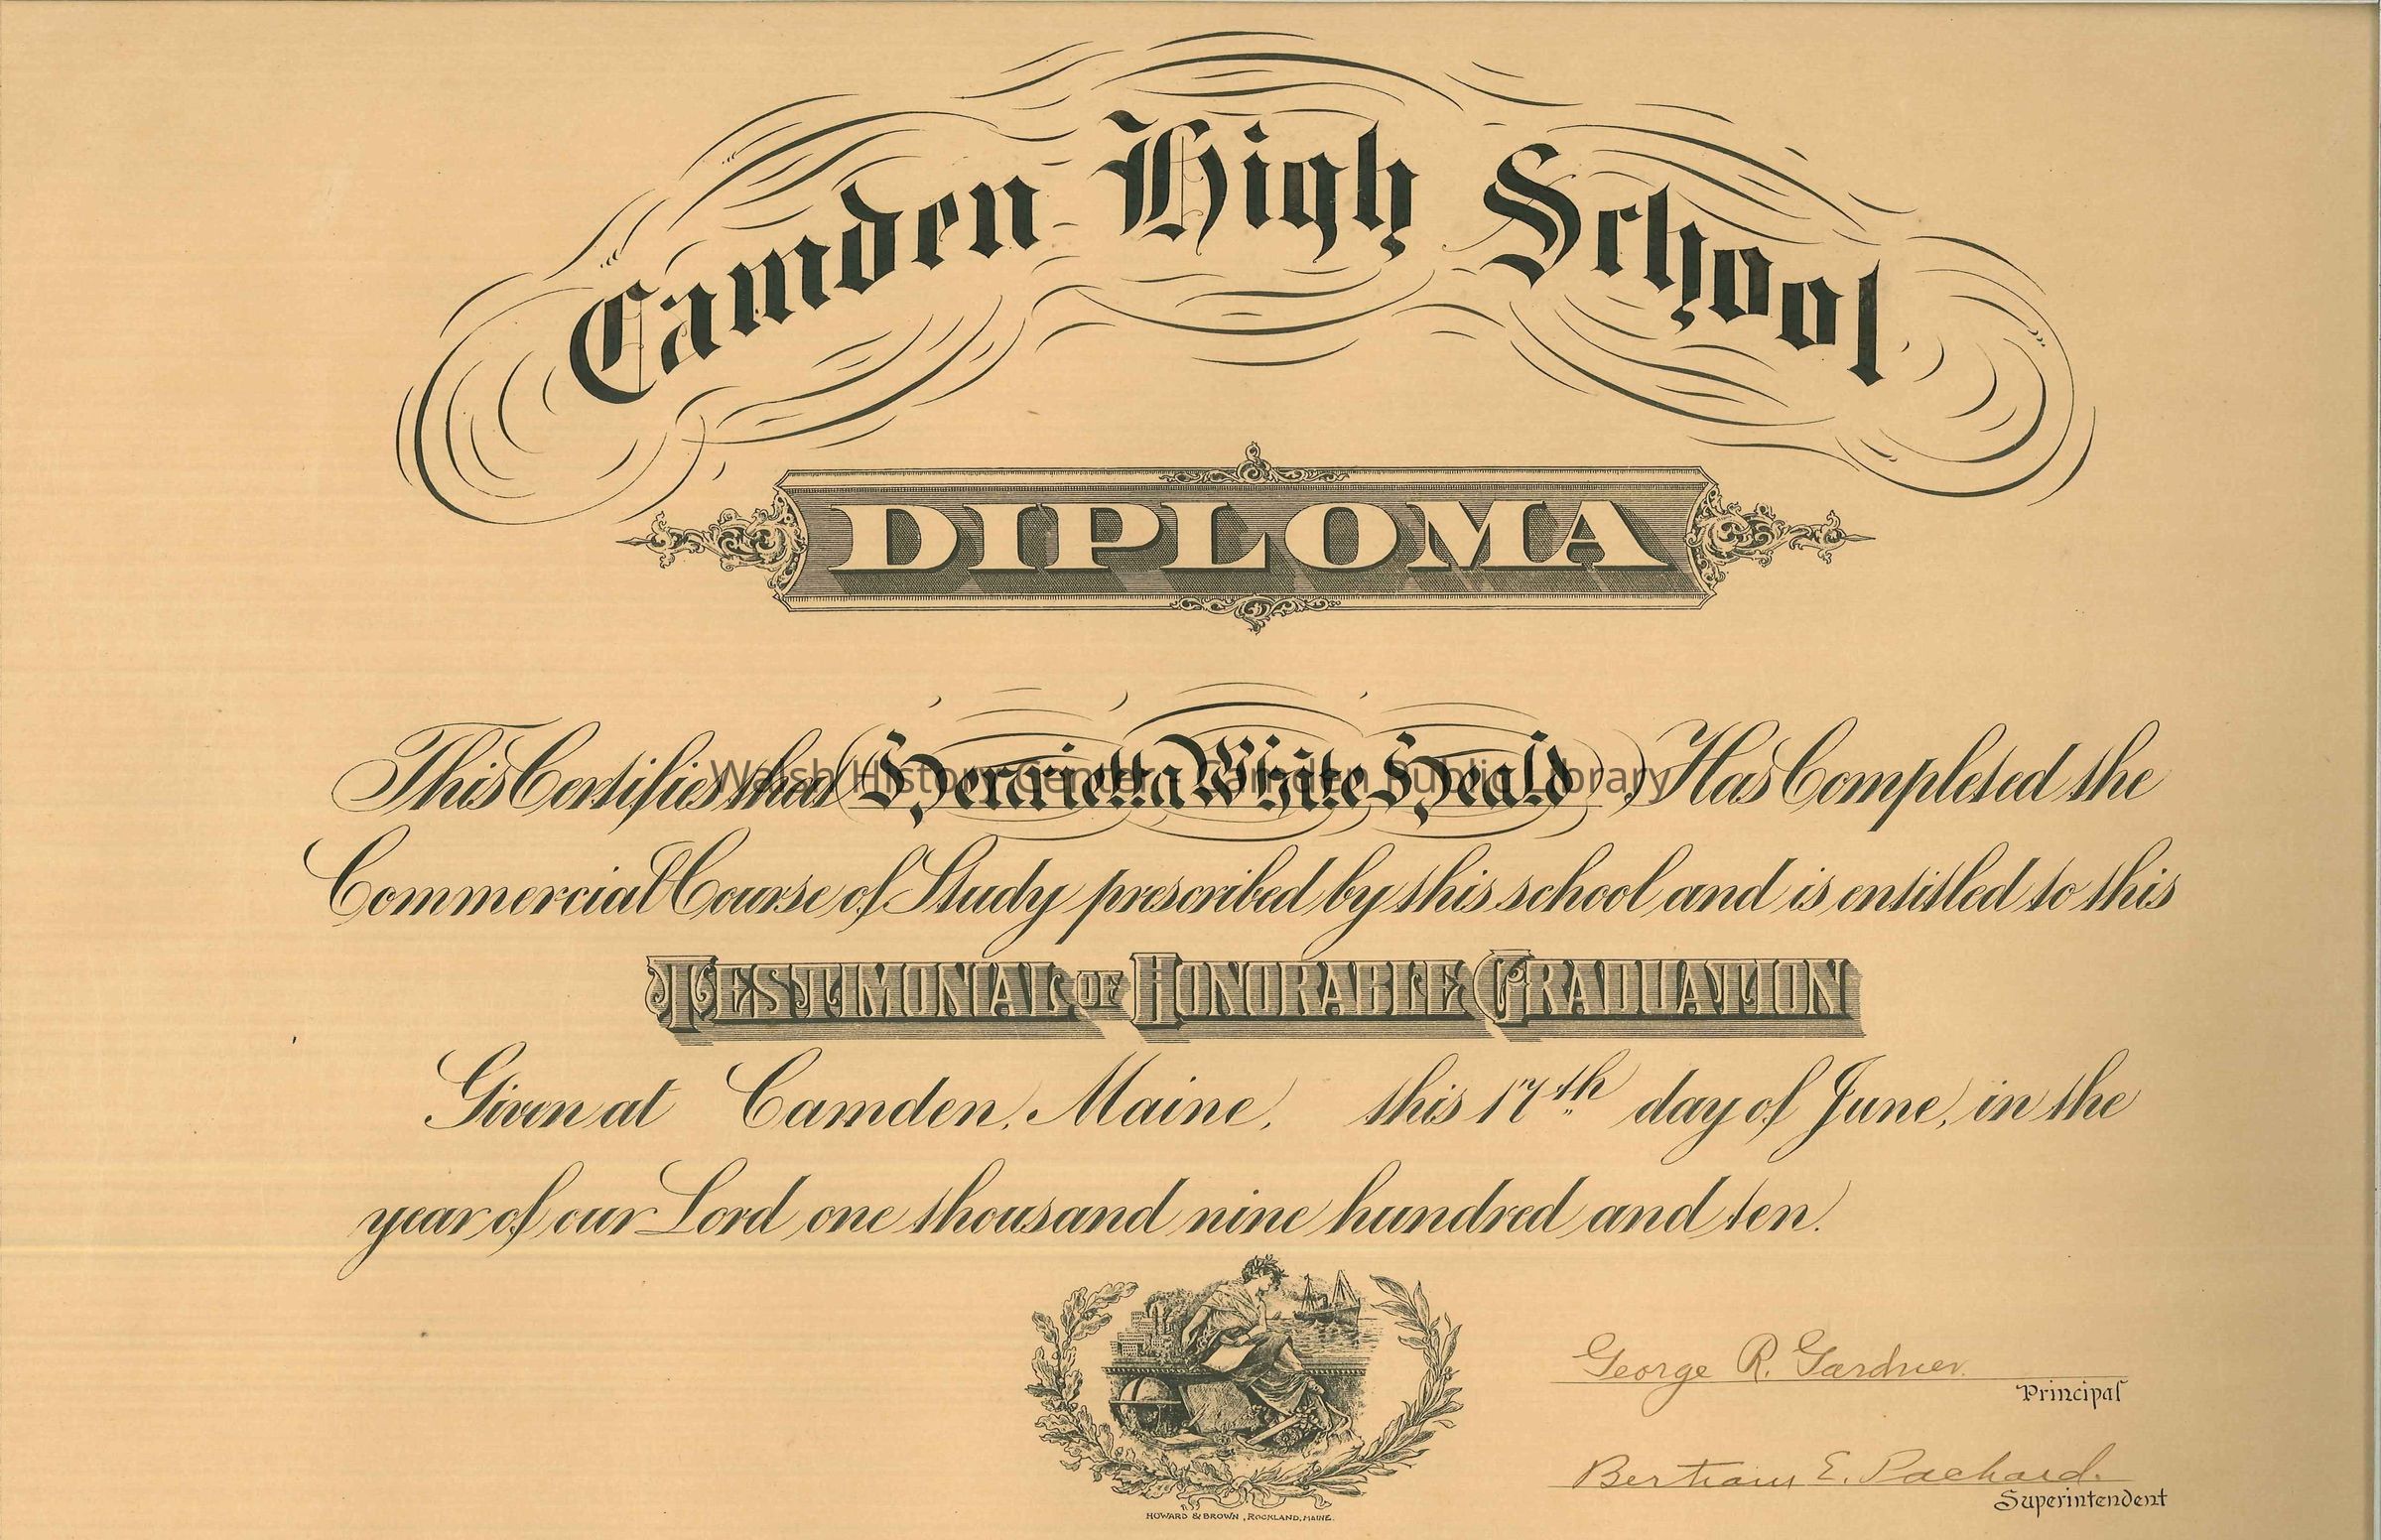 Camden High School
DIPLOMA
This Certifies that Henrietta White Heald Has Completed the
Walsh History Center - Camden Public Library
Commercial Course of Study prescribed by this school and is entitled to this
TESTIMONIAL OF HONORABLE GRADUATION
Given at Camden, Maine, this 17th day of June, in the
year of our Lord one thousand nine hundred and ten.
George R. Gardner
Principal
Bertram E. Packard.
Superintendent
HOWARD & BROWN, ROCKLAND, MAINE.